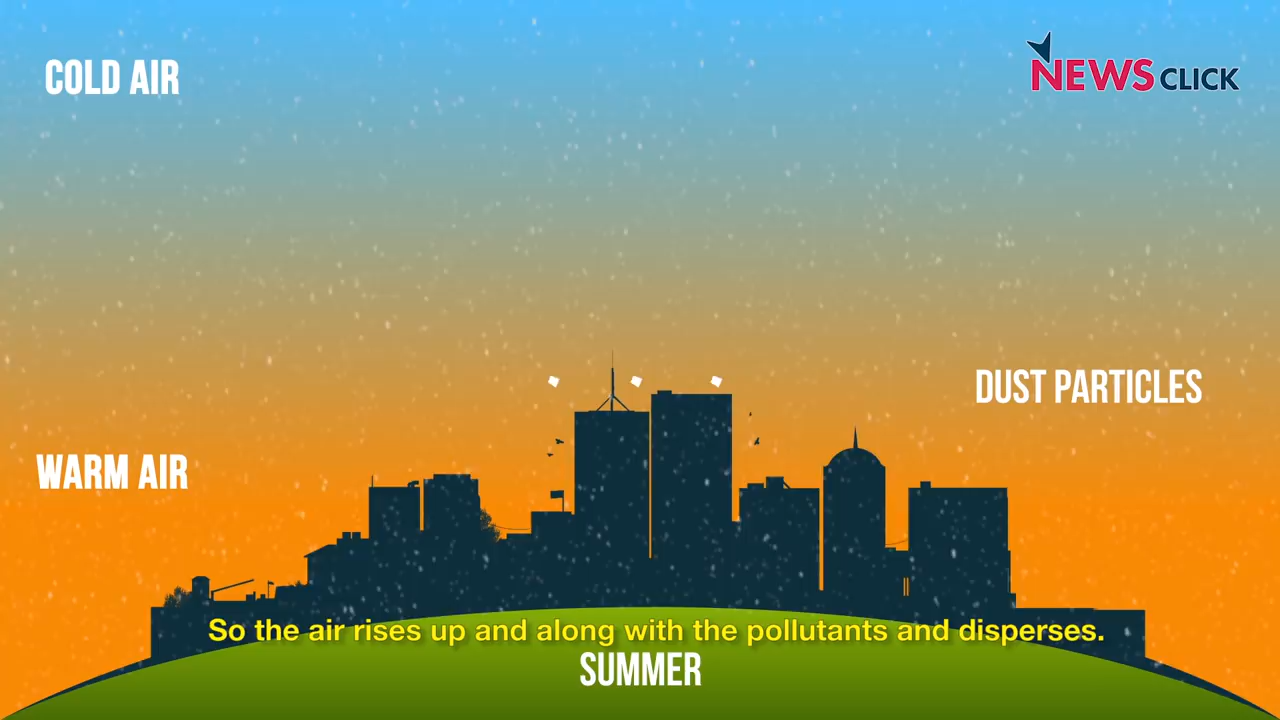 COLD AIR
NEWSCLICK
DUST PARTICLES
WARM AIR
So the air rises up and along with the pollutants and disperses.
SUMMER